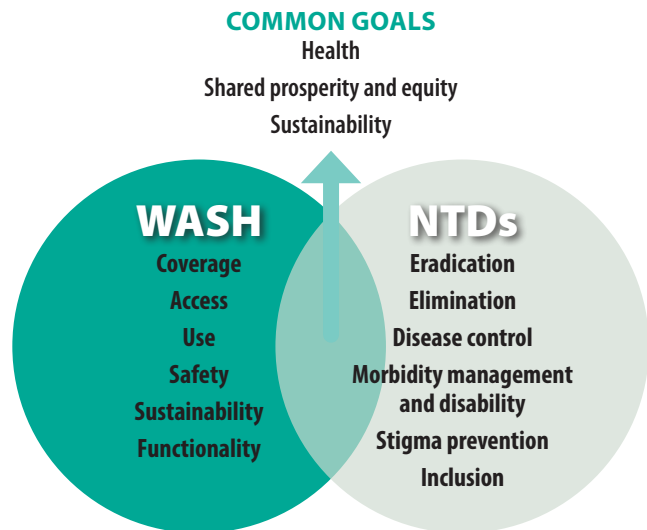 COMMON GOALS
Health
Shared prosperity and equity
Sustainability
WASH
Coverage
Access
Use
Safety
Sustainability
Functionality
NTDs
Eradication
Elimination
Disease control
Morbidity management
and disability
Stigma prevention
Inclusion